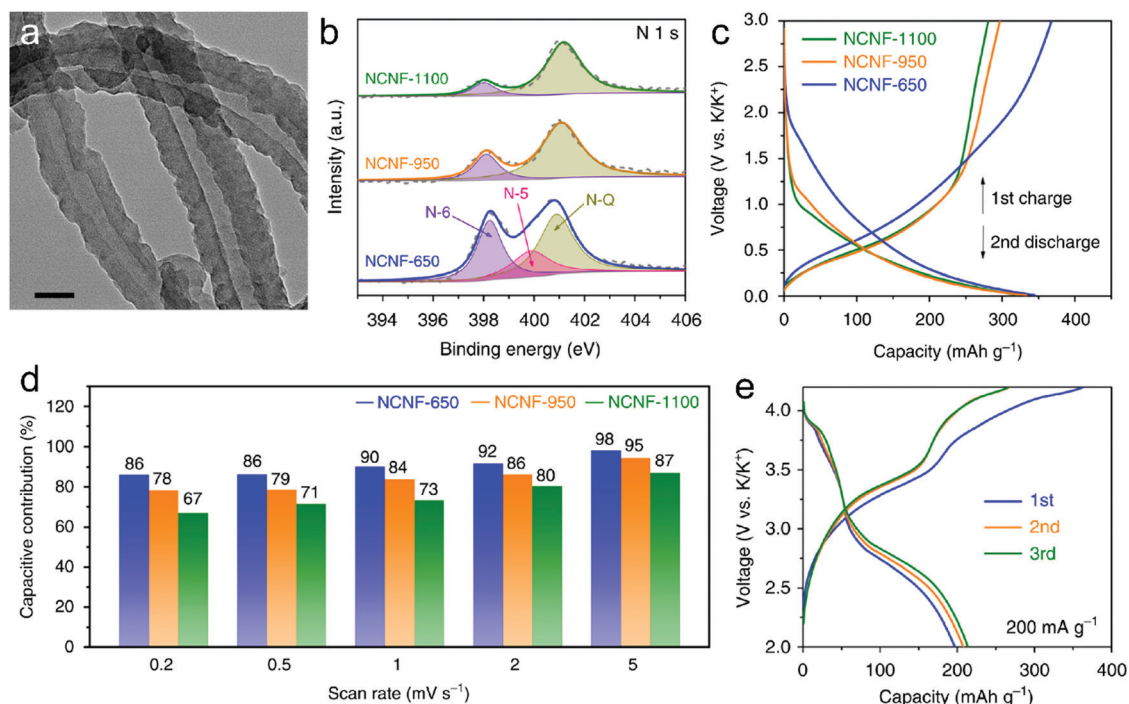 a
b
N 1 s
NCNF-1100
NCNF-950
N-6
N-5
N-Q
NCNF-650
Intensity (a.u.)
394 396 398 400 402 404 406
Binding energy (eV)
c
NCNF-1100
NCNF-950
NCNF-650
1st charge
2nd discharge
Voltage (V vs. K/K⁺)
3.0
2.5
2.0
1.5
1.0
0.5
0.0
0 100 200 300 400
Capacity (mAh g⁻¹)
d
NCNF-650 NCNF-950 NCNF-1100
Capacitive contribution (%)
120
100
80
60
40
20
0
86 78 67
86 79 71
90 84 73
92 86 80
98 95 87
0.2 0.5 1 2 5
Scan rate (mV s⁻¹)
e
Voltage (V vs. K/K⁺)
4.0
3.5
3.0
2.5
2.0
1st
2nd
3rd
200 mA g⁻¹
0 100 200 300 400
Capacity (mAh g⁻¹)